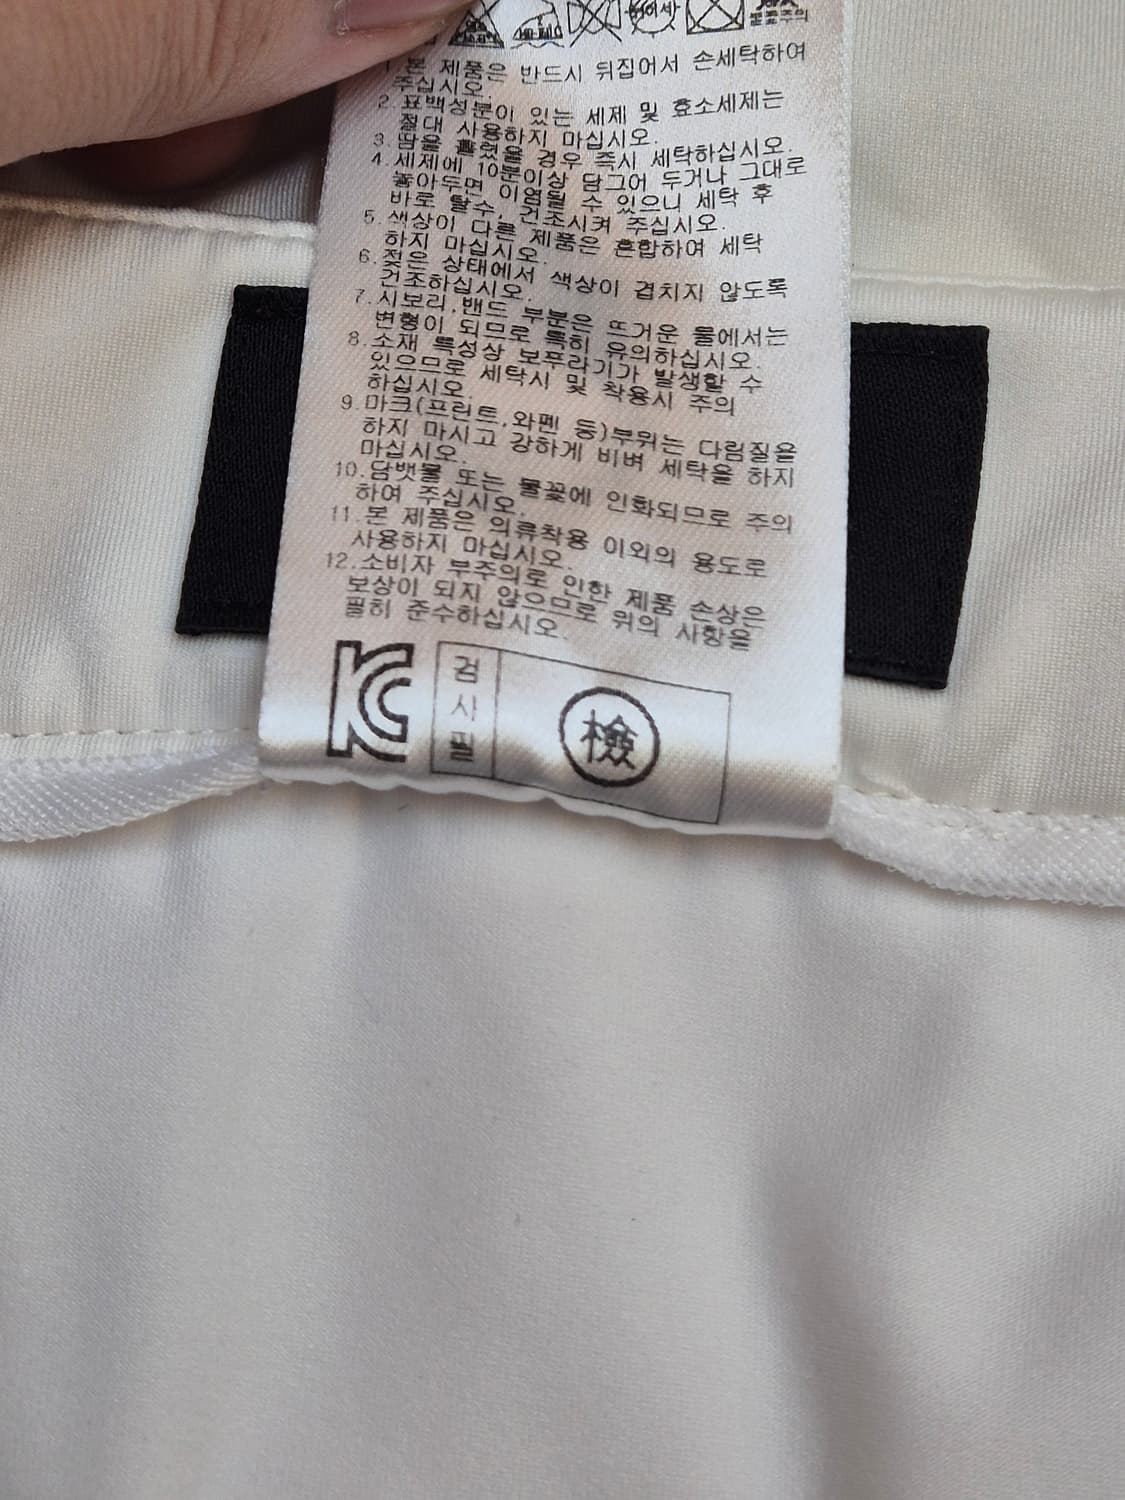 물주의
1.본 제품은 반드시 뒤집어서 손세탁하여
주십시오.
2.표백성분이 있는 세제 및 효소세제는
절대 사용하지 마십시오.
3.땀을 흘렸을 경우 즉시 세탁하십시오.
4.세제에 10분이상 담그어 두거나 그대로
놓아두면 이염될 수 있으니 세탁 후
바로 탈수, 건조시켜 주십시오.
5.색상이 다른 제품은 혼합하여 세탁
하지 마십시오.
6.젖은 상태에서 색상이 겹치지 않도록
건조하십시오.
7.시보리,밴드 부분은 뜨거운 물에서는
변형이 되므로 특히 유의하십시오.
8.소재 특성상 보푸라기가 발생할 수
있으므로 세탁시 및 착용시 주의
하십시오.
9.마크(프린트,와펜 등)부위는 다림질을
하지 마시고 강하게 비벼 세탁을 하지
마십시오.
10.담뱃불 또는 불꽃에 인화되므로 주의
하여 주십시오.
11.본 제품은 의류착용 이외의 용도로
사용하지 마십시오.
12.소비자 부주의로 인한 제품 손상은
보상이 되지 않으므로 위의 사항을
필히 준수하십시오.
KC
검사필
檢